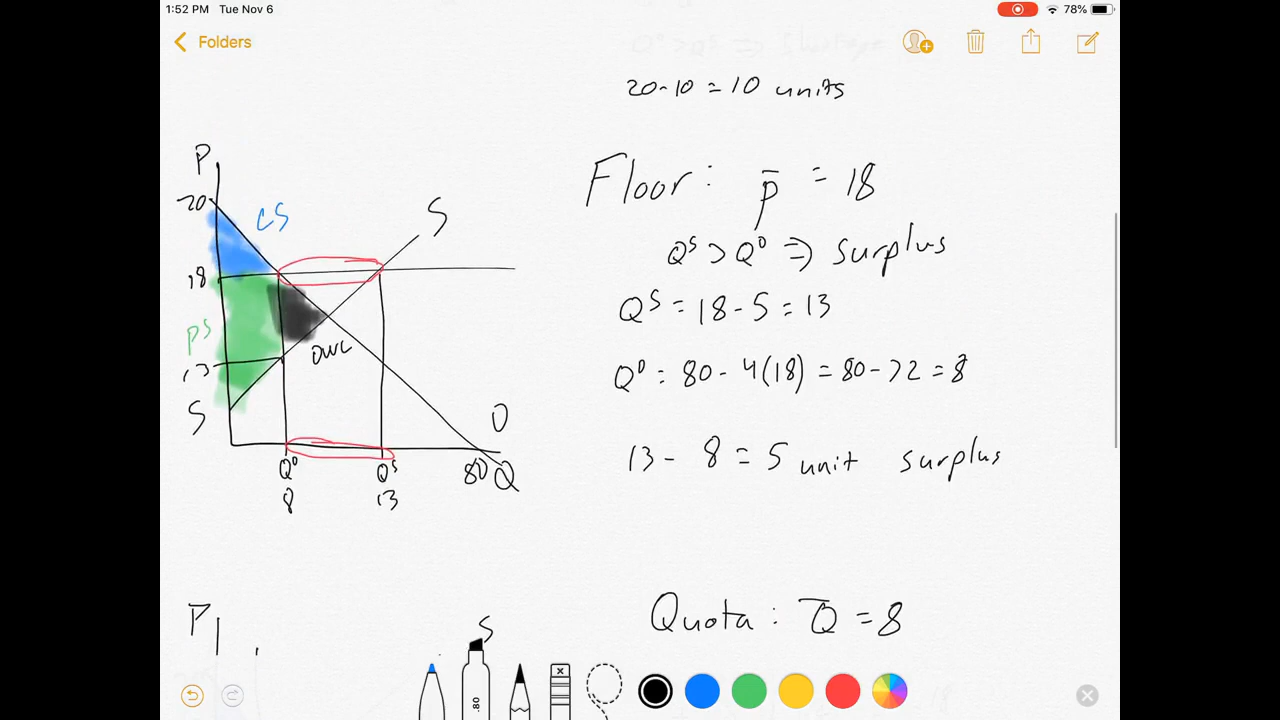 1:52 PM Tue Nov 6
78%
Folders
20-10 = 10 units
P
20
CS
S
18
PS
13
DWL
5
D
Q^D
Q^S
80
Q
8
13
Floor: p̄ = 18
Q^S > Q^D ⇒ surplus
Q^S = 18 - 5 = 13
Q^D = 80 - 4(18) = 80 - 72 = 8
13 - 8 = 5 unit surplus
Quota: Q̄ = 8
P
S
.80